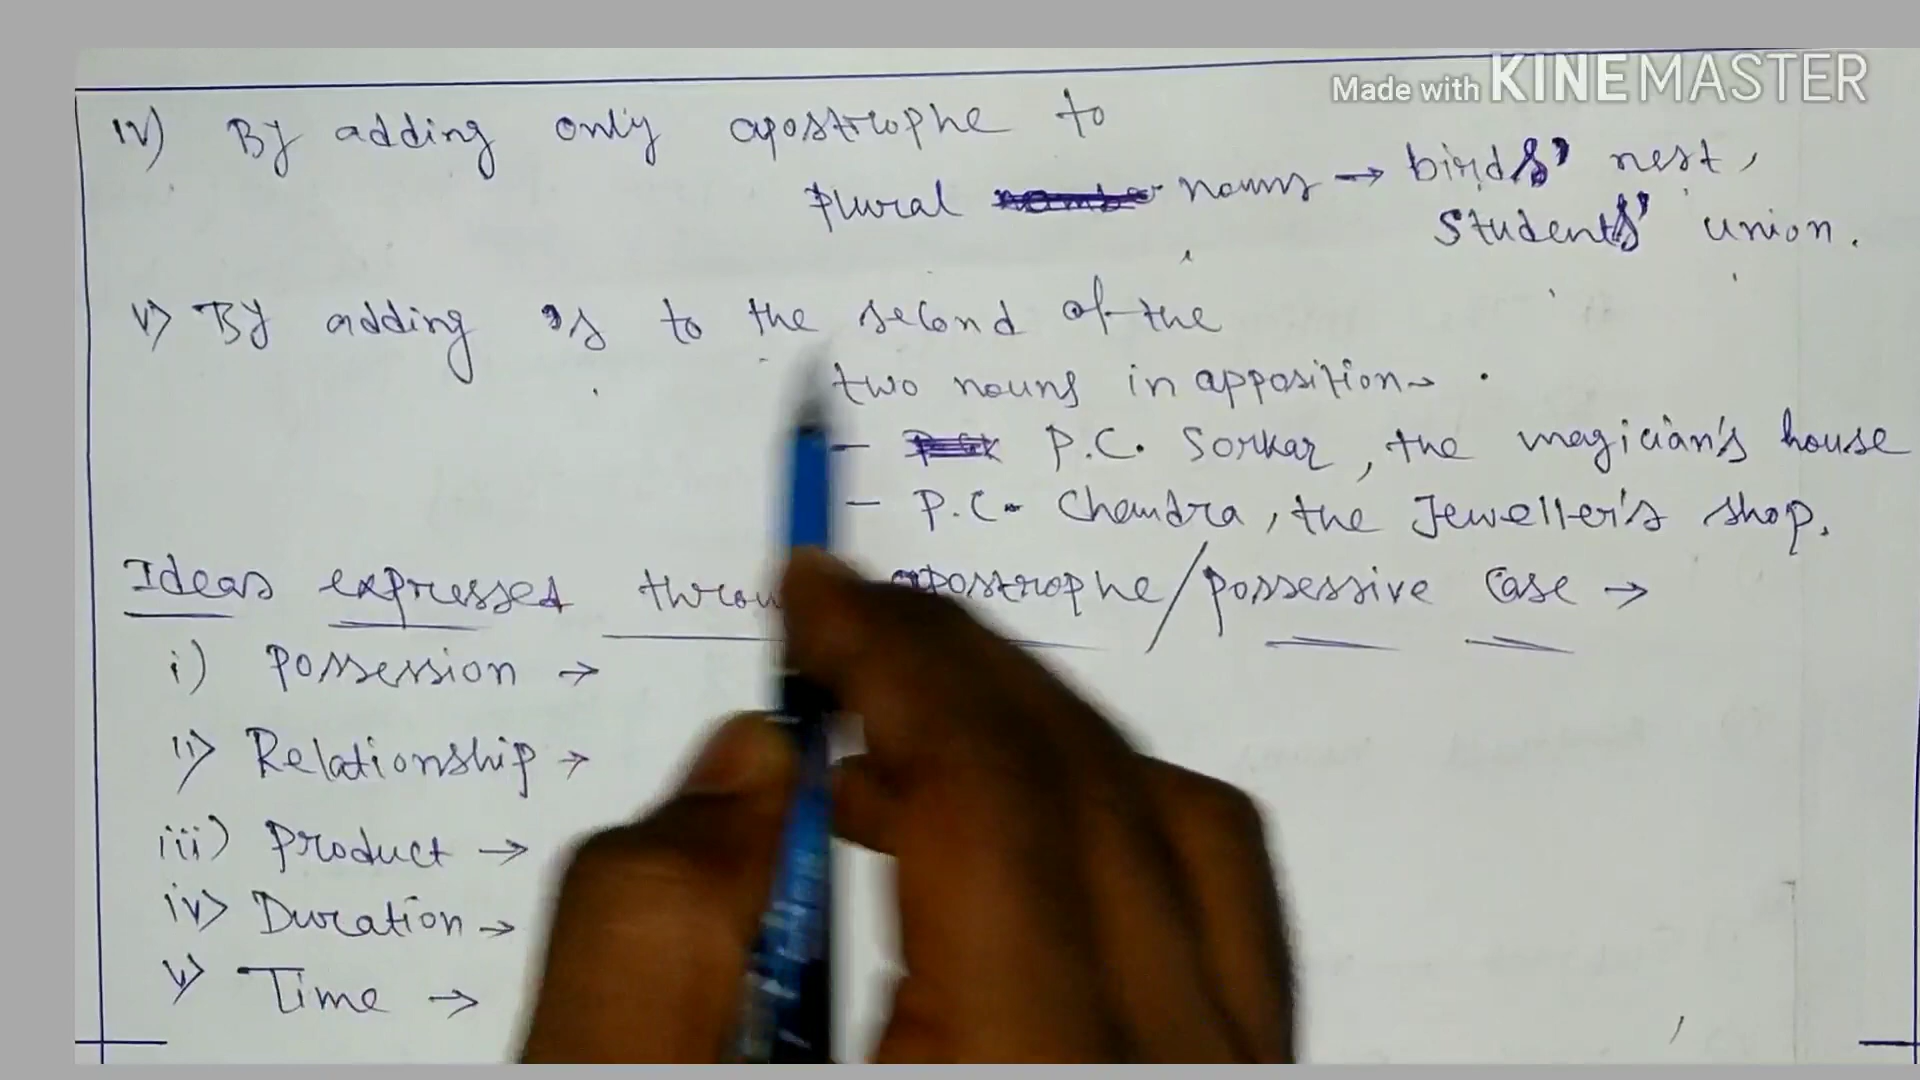 Made with KINEMASTER
iv) By adding only apostrophe to
plural nouns → birds' nest,
students' union.
v) By adding 's to the second of the
two nouns in apposition→
- P.C. Sorkar, the magician's house
- P.C. Chandra, the Jeweller's shop.
Ideas expressed apostrophe/possessive case →
i) Possession →
ii) Relationship →
iii) Product →
iv) Duration →
v) Time →